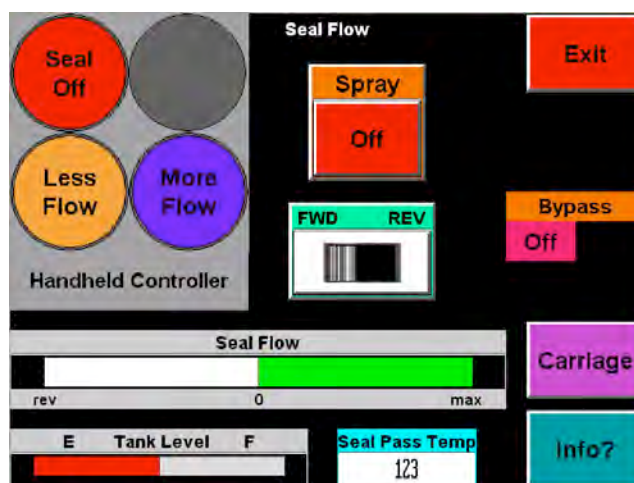 Seal Flow
Exit
Seal
Off
Spray
Off
Less
Flow
More
Flow
FWD REV
Bypass
Off
Handheld Controller
Seal Flow
rev 0 max
Carriage
E Tank Level F
Seal Pass Temp
123
Info?